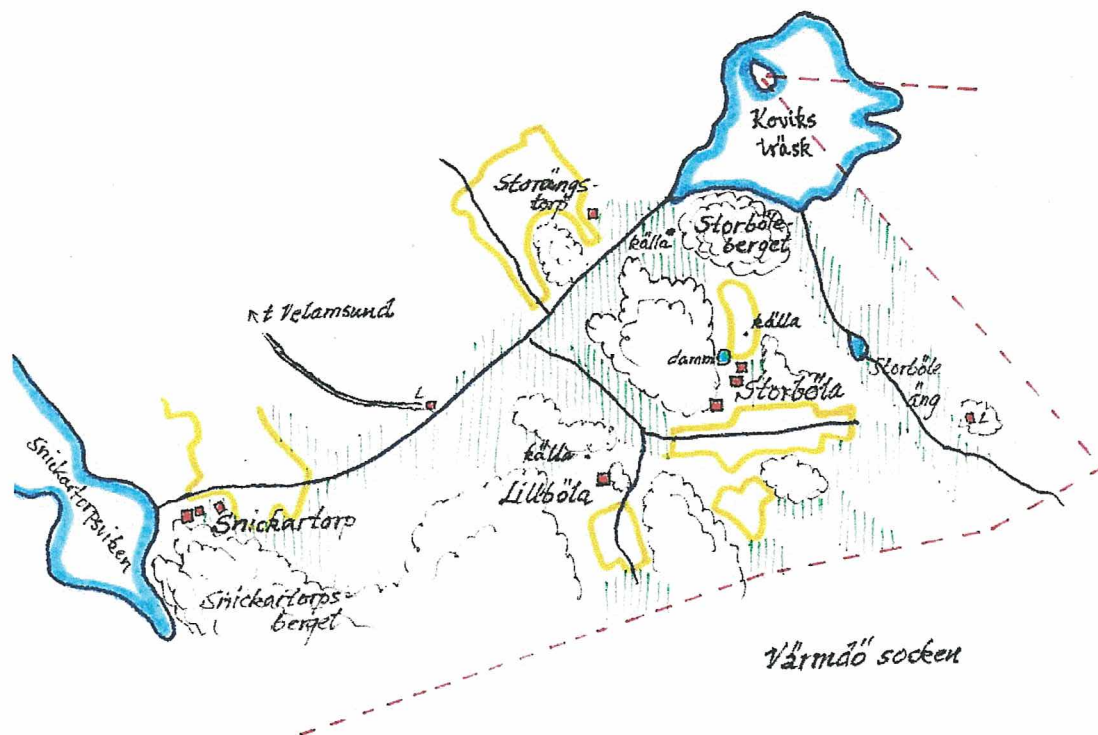 Koviks
träsk
Storängs-
torp
källa
Storböle-
berget
↖ t Velamsund
källa
damm
Storböla
Storböle
äng
L
L
källa
Lillböla
Snickartorpsviken
Snickartorp
Snickartorps-
berget
Värmdö socken